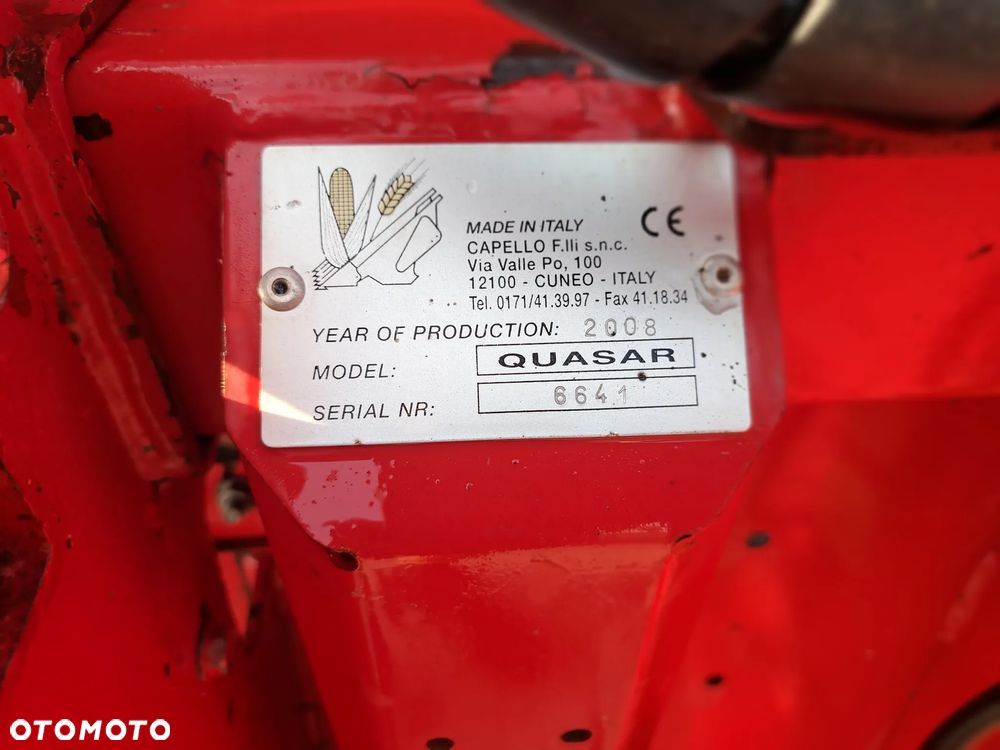 MADE IN ITALY CE
CAPELLO F.lli s.n.c.
Via Valle Po, 100
12100 - CUNEO - ITALY
Tel. 0171/41.39.97 - Fax 41.18.34
YEAR OF PRODUCTION: 2008
MODEL: QUASAR
SERIAL NR: 6641
OTOMOTO